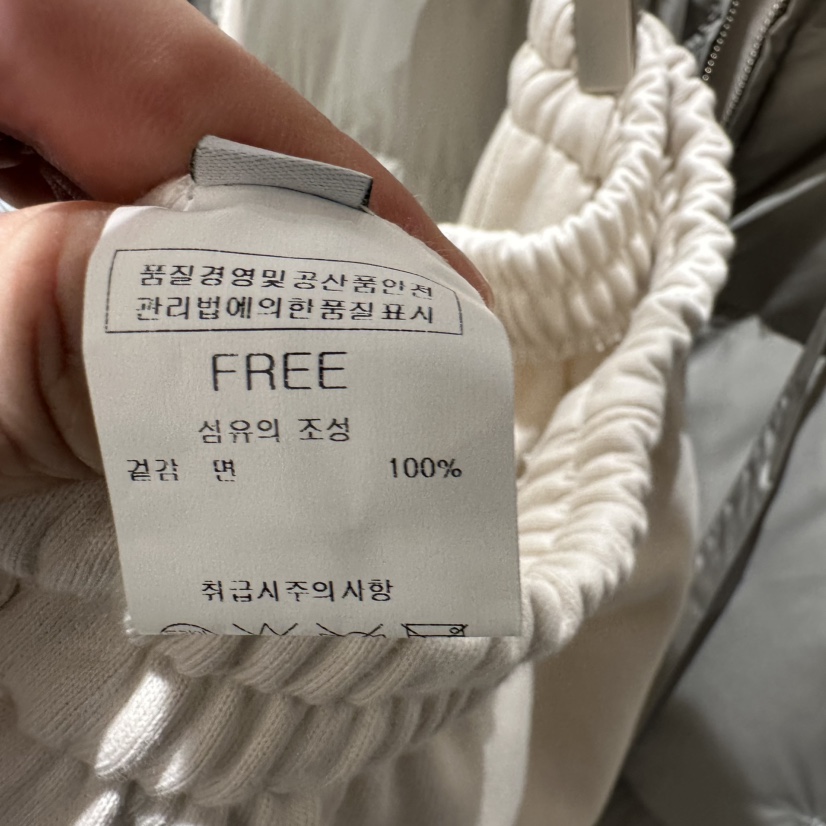 품질경영및공산품안전
관리법에의한품질표시
FREE
섬유의 조성
겉감 면 100%
취급시주의사항